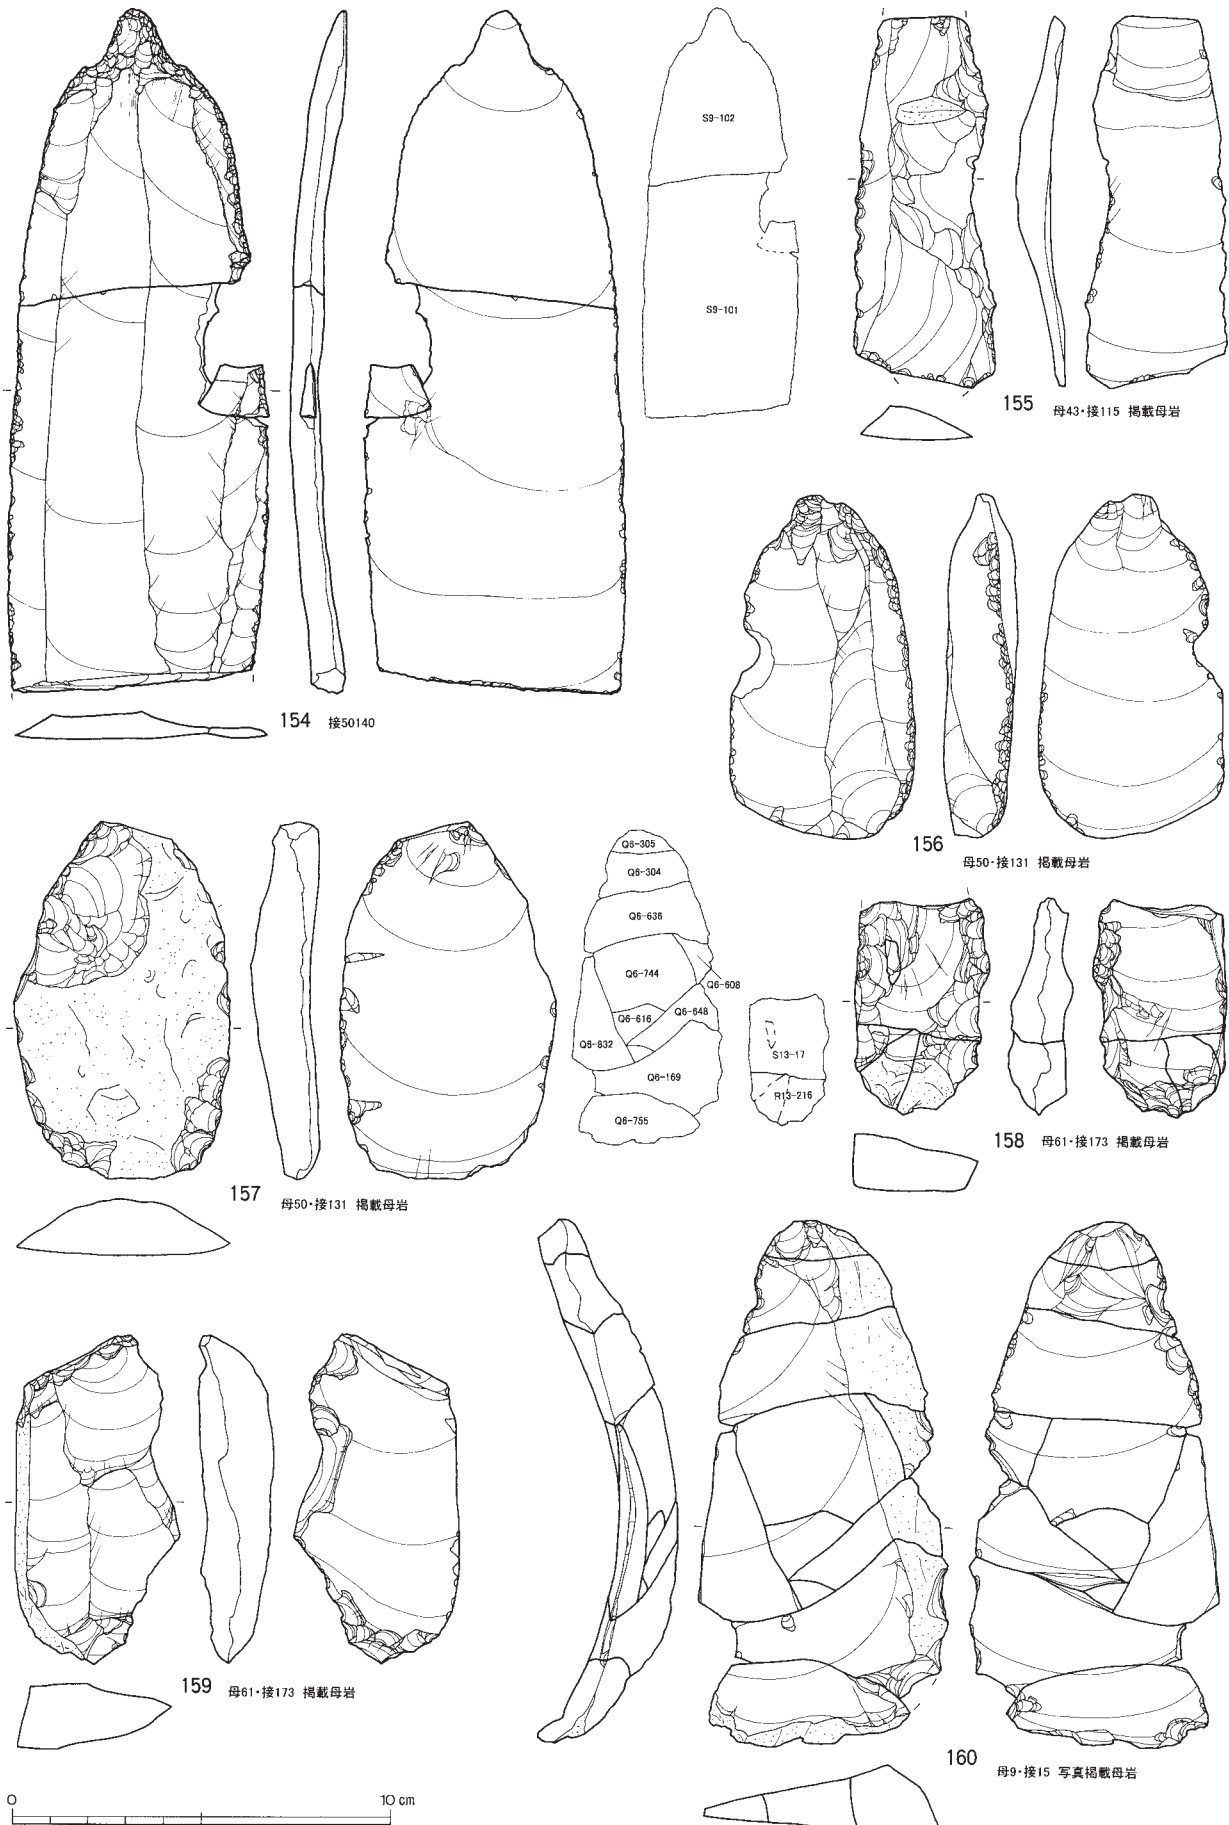 S9-102
S9-101
154 接50140
155 母43・接115 掲載母岩
156
母50・接131 掲載母岩
157 母50・接131 掲載母岩
Q6-305
Q6-304
Q6-636
Q6-744
Q6-608
Q6-616
Q6-648
Q6-832
Q6-169
Q6-755
S13-17
R13-216
158 母61・接173 掲載母岩
159 母61・接173 掲載母岩
160
母9・接15 写真掲載母岩
0 10cm